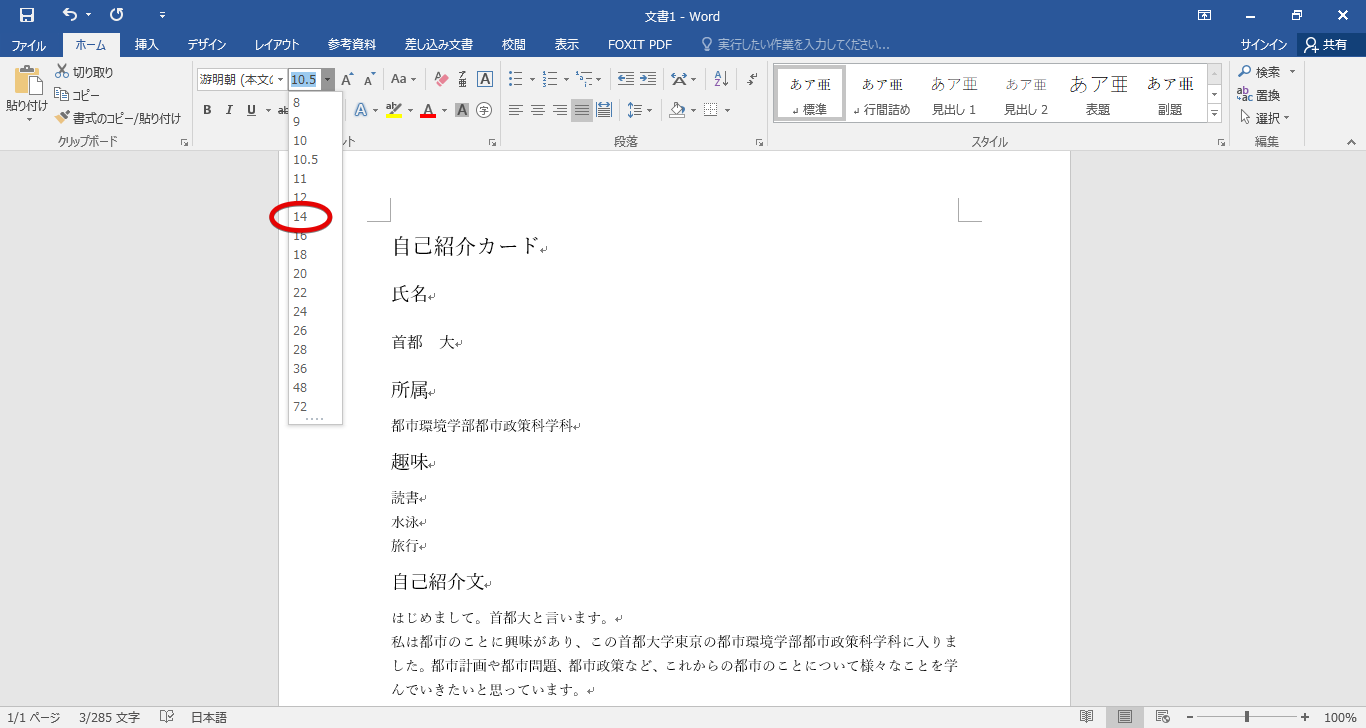 文書1 - Word
ファイル ホーム 挿入 デザイン レイアウト 参考資料 差し込み文書 校閲 表示 FOXIT PDF 実行したい作業を入力してください... サインイン 共有
貼り付け
切り取り
コピー
書式のコピー/貼り付け
クリップボード
游明朝 (本文の 10.5
Aa
B I U
8
9
10
10.5
11
12
14
16
18
20
22
24
26
28
36
48
72
段落
あア亜 標準
あア亜 行間詰め
あア亜 見出し 1
あア亜 見出し 2
あア亜 表題
あア亜 副題
スタイル
検索
置換
選択
編集
自己紹介カード
氏名
首都　大
所属
都市環境学部都市政策科学科
趣味
読書
水泳
旅行
自己紹介文
はじめまして。首都大と言います。
私は都市のことに興味があり、この首都大学東京の都市環境学部都市政策科学科に入りま
した。都市計画や都市問題、都市政策など、これからの都市のことについて様々なことを学
んでいきたいと思っています。
1/1 ページ 3/285 文字 日本語 100%